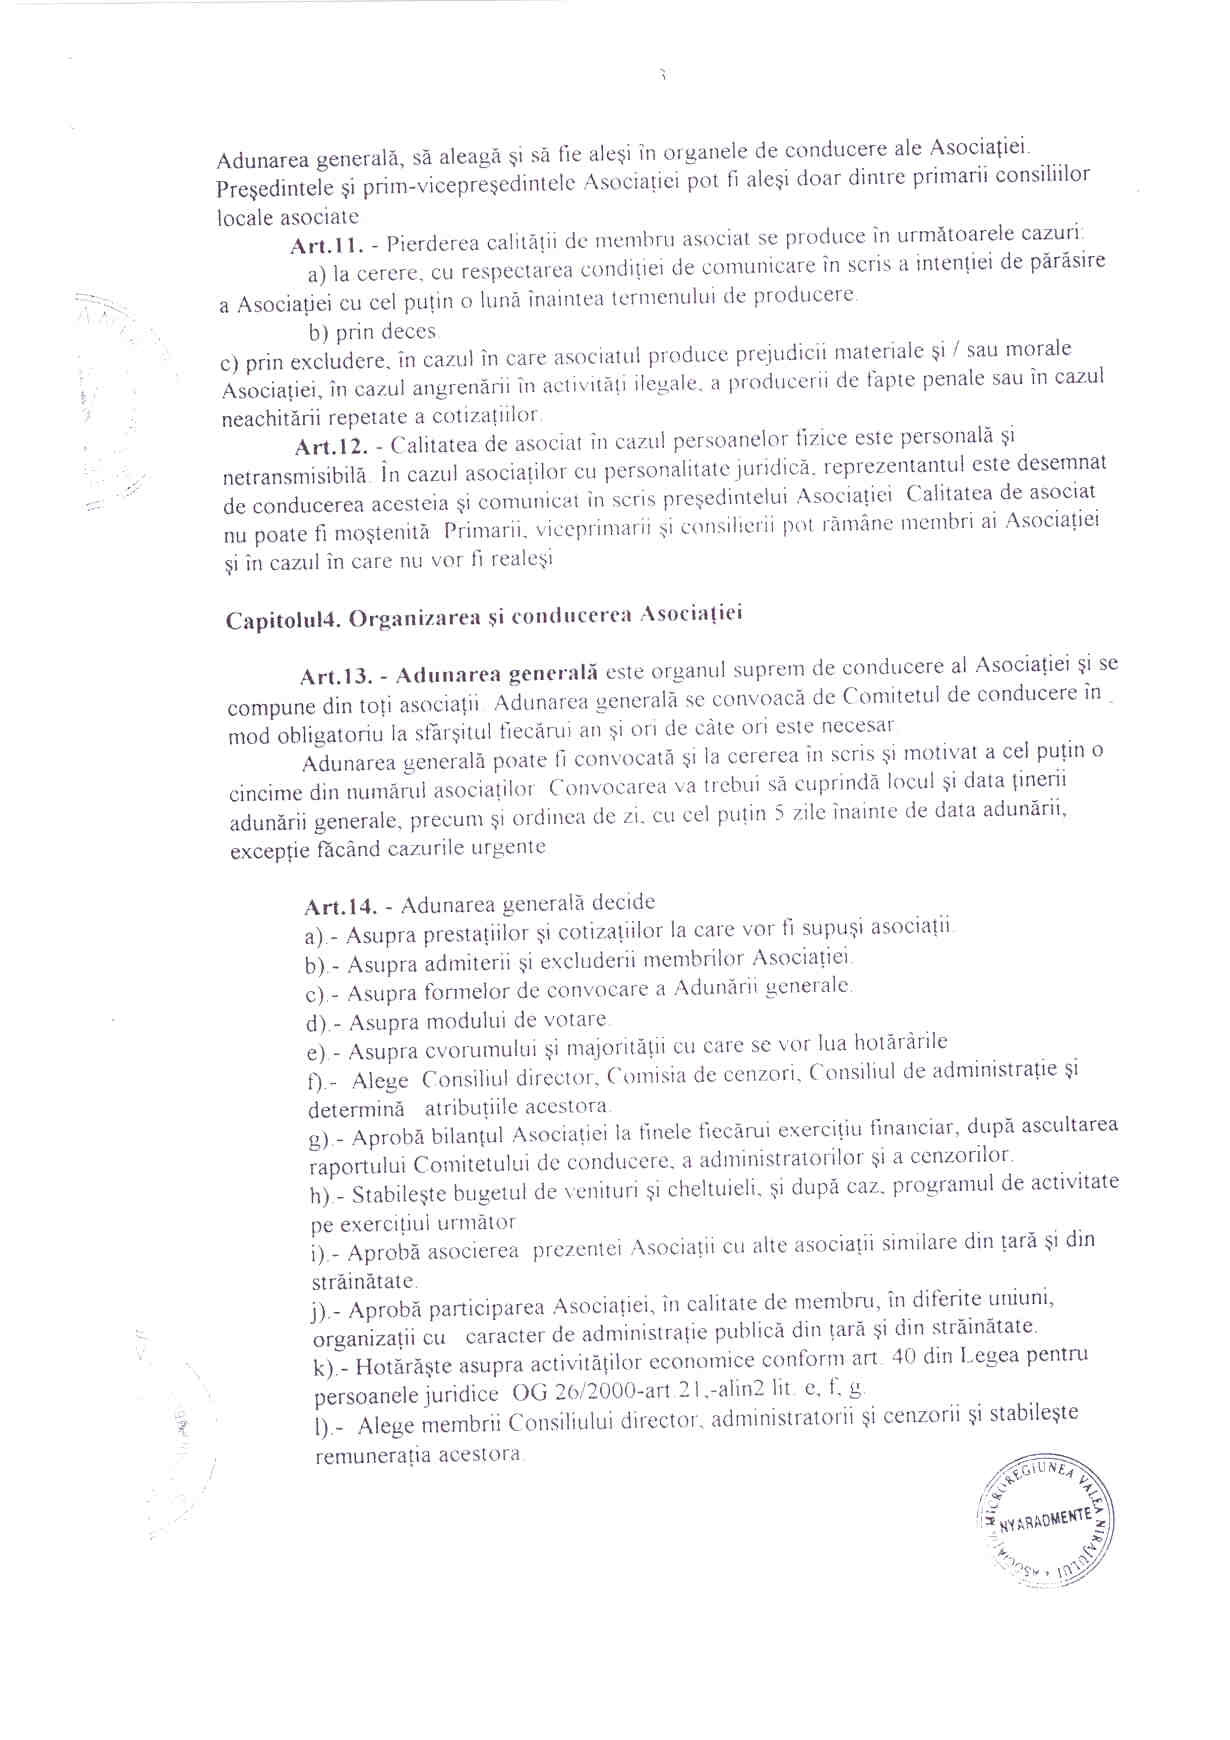 3
Adunarea generală, să aleagă şi să fie aleşi în organele de conducere ale Asociaţiei.
Preşedintele şi prim-vicepreşedintele Asociaţiei pot fi aleşi doar dintre primarii consiliilor
locale asociate
Art.11. - Pierderea calităţii de membru asociat se produce în următoarele cazuri:
a) la cerere, cu respectarea condiţiei de comunicare în scris a intenţiei de părăsire
a Asociaţiei cu cel puţin o lună înaintea termenului de producere.
b) prin deces.
c) prin excludere, în cazul în care asociatul produce prejudicii materiale şi / sau morale
Asociaţiei, în cazul angrenării în activităţi ilegale, a producerii de fapte penale sau în cazul
neachitării repetate a cotizaţiilor.
Art.12. - Calitatea de asociat în cazul persoanelor fizice este personală şi
netransmisibilă. În cazul asociaţilor cu personalitate juridică, reprezentantul este desemnat
de conducerea acesteia şi comunicat în scris preşedintelui Asociaţiei Calitatea de asociat
nu poate fi moştenită Primarii, viceprimarii şi consilierii pot rămâne membri ai Asociaţiei
şi în cazul în care nu vor fi realeşi
Capitolul4. Organizarea şi conducerea Asociaţiei
Art.13. - Adunarea generală este organul suprem de conducere al Asociaţiei şi se
compune din toţi asociaţii. Adunarea generală se convoacă de Comitetul de conducere în
mod obligatoriu la sfârşitul fiecărui an şi ori de câte ori este necesar.
Adunarea generală poate fi convocată şi la cererea în scris şi motivat a cel puţin o
cincime din numărul asociaţilor Convocarea va trebui să cuprindă locul şi data ţinerii
adunării generale, precum şi ordinea de zi, cu cel puţin 5 zile înainte de data adunării,
excepţie făcând cazurile urgente
Art.14. - Adunarea generală decide
a).- Asupra prestaţiilor şi cotizaţiilor la care vor fi supuşi asociaţii.
b).- Asupra admiterii şi excluderii membrilor Asociaţiei.
c).- Asupra formelor de convocare a Adunării generale.
d).- Asupra modului de votare.
e).- Asupra cvorumului şi majorităţii cu care se vor lua hotărârile
f).- Alege Consiliul director, Comisia de cenzori, Consiliul de administraţie şi
determină atribuţiile acestora.
g).- Aprobă bilanţul Asociaţiei la finele fiecărui exerciţiu financiar, după ascultarea
raportului Comitetului de conducere, a administratorilor şi a cenzorilor.
h).- Stabileşte bugetul de venituri şi cheltuieli, şi după caz, programul de activitate
pe exerciţiul următor
i).- Aprobă asocierea prezentei Asociaţii cu alte asociaţii similare din ţară şi din
străinătate.
j).- Aprobă participarea Asociaţiei, în calitate de membru, în diferite uniuni,
organizaţii cu caracter de administraţie publică din ţară şi din străinătate.
k).- Hotărăşte asupra activităţilor economice conform art. 40 din Legea pentru
persoanele juridice OG 26/2000-art.21,-alin2 lit. e, f, g.
l).- Alege membrii Consiliului director, administratorii şi cenzorii şi stabileşte
remuneraţia acestora.
MICROREGIUNEA VALEA NIRAJULUI
NYARADMENTE